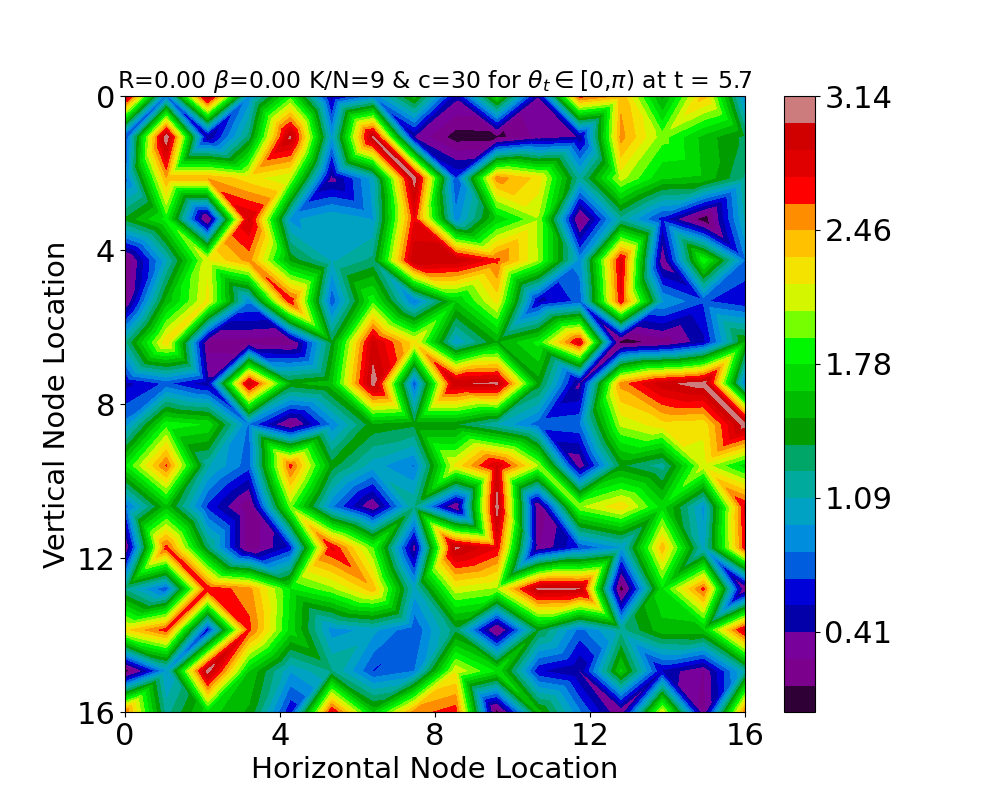 R=0.00 β=0.00 K/N=9 & c=30 for θ_t ∈ [0,π) at t = 5.7
0
4
8
12
16
Vertical Node Location
0 4 8 12 16
Horizontal Node Location
3.14
2.46
1.78
1.09
0.41